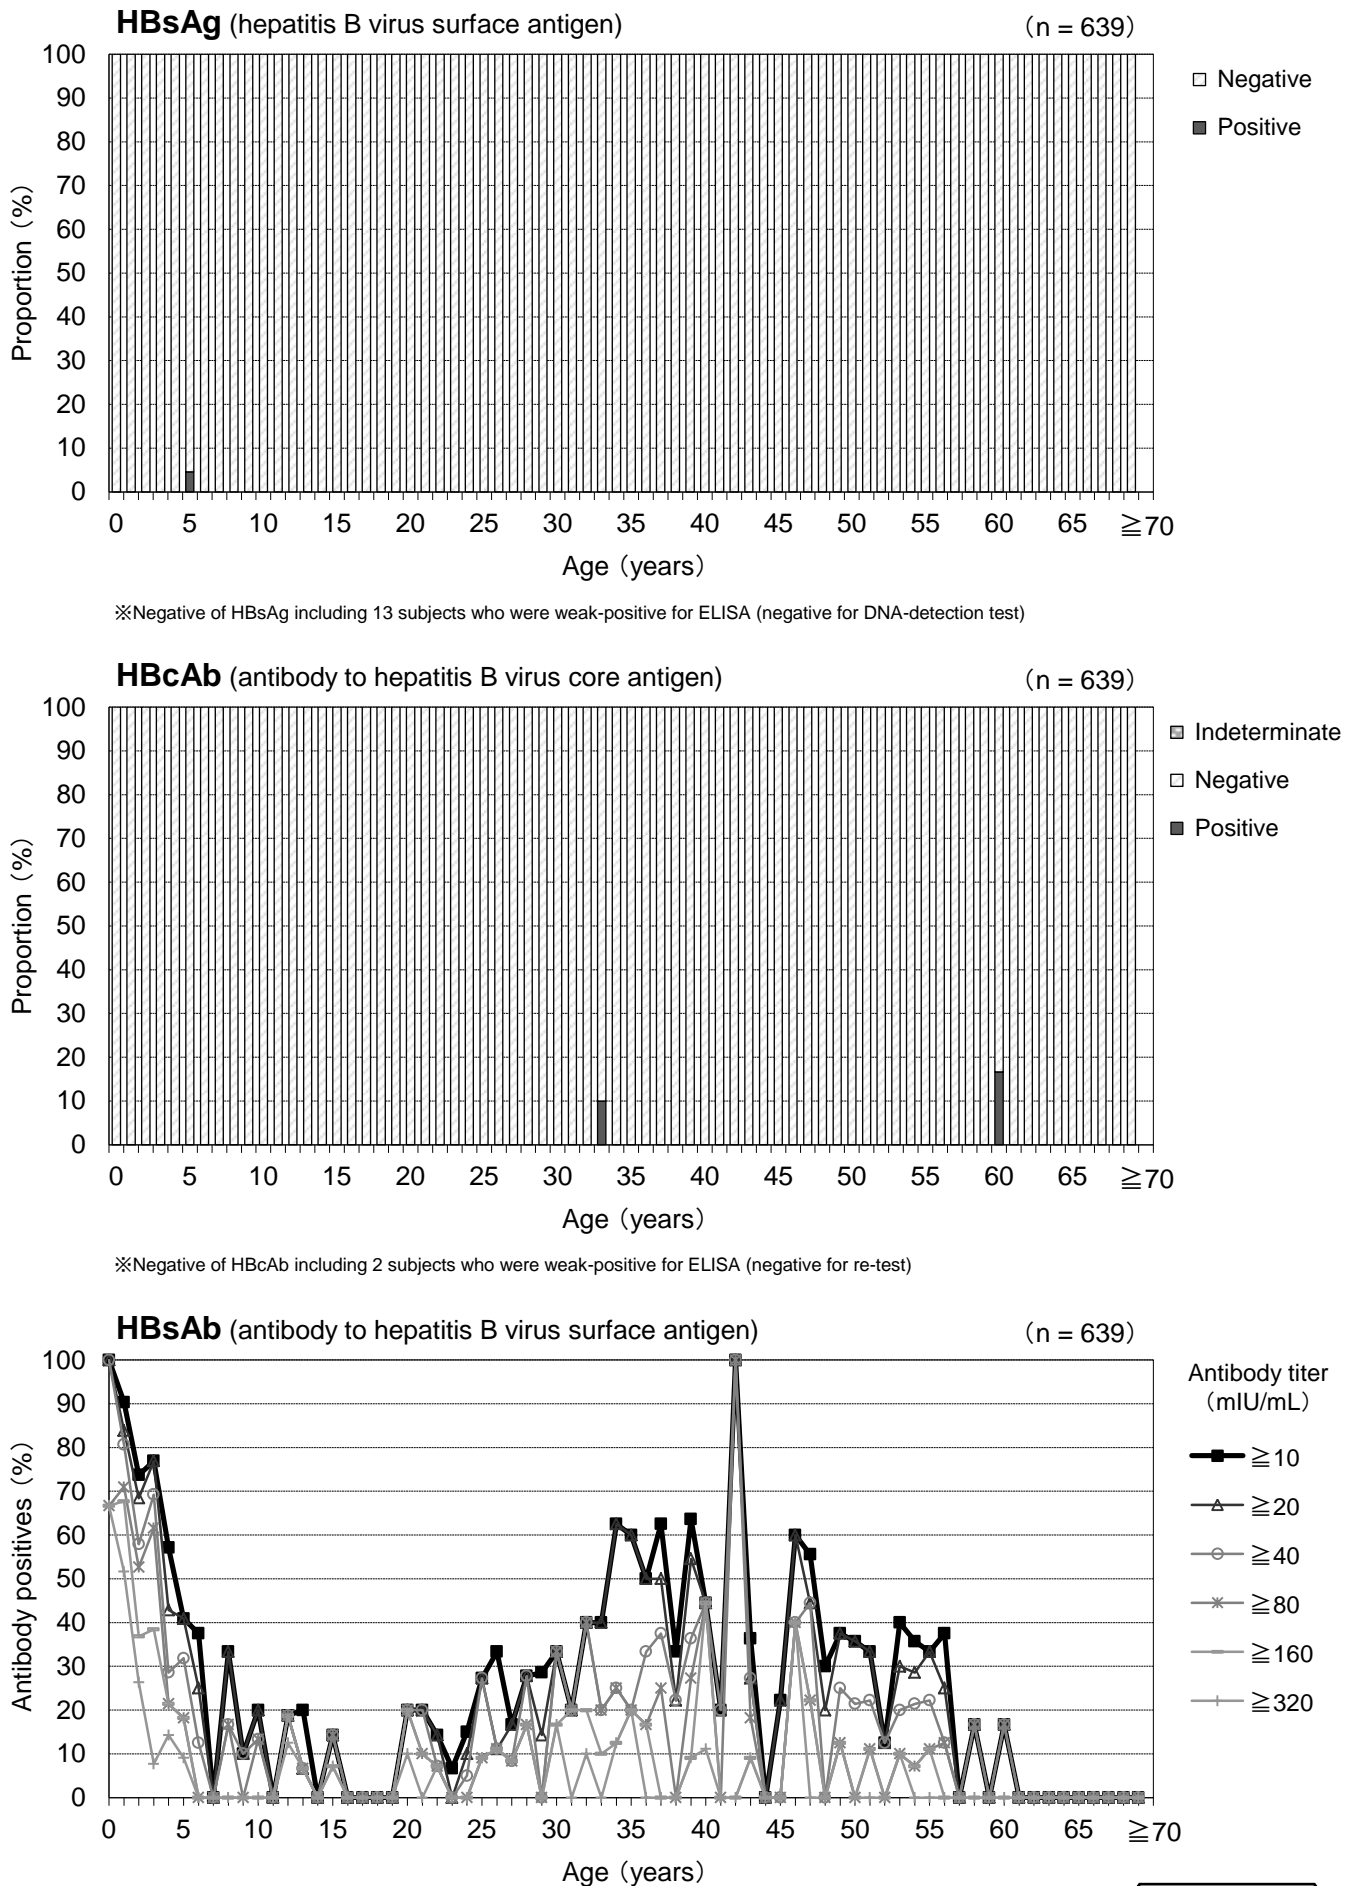 HBsAg (hepatitis B virus surface antigen) （n = 639）
100
90
80
70
60
50
40
30
20
10
0
Proportion（%）
0 5 10 15 20 25 30 35 40 45 50 55 60 65 ≧70
Age（years）
□ Negative
■ Positive
※Negative of HBsAg including 13 subjects who were weak-positive for ELISA (negative for DNA-detection test)
HBcAb (antibody to hepatitis B virus core antigen) （n = 639）
100
90
80
70
60
50
40
30
20
10
0
Proportion（%）
0 5 10 15 20 25 30 35 40 45 50 55 60 65 ≧70
Age（years）
Indeterminate
Negative
Positive
※Negative of HBcAb including 2 subjects who were weak-positive for ELISA (negative for re-test)
HBsAb (antibody to hepatitis B virus surface antigen) （n = 639）
100
90
80
70
60
50
40
30
20
10
0
Antibody positives（%）
0 5 10 15 20 25 30 35 40 45 50 55 60 65 ≧70
Age（years）
Antibody titer
（mIU/mL）
≧10
≧20
≧40
≧80
≧160
≧320